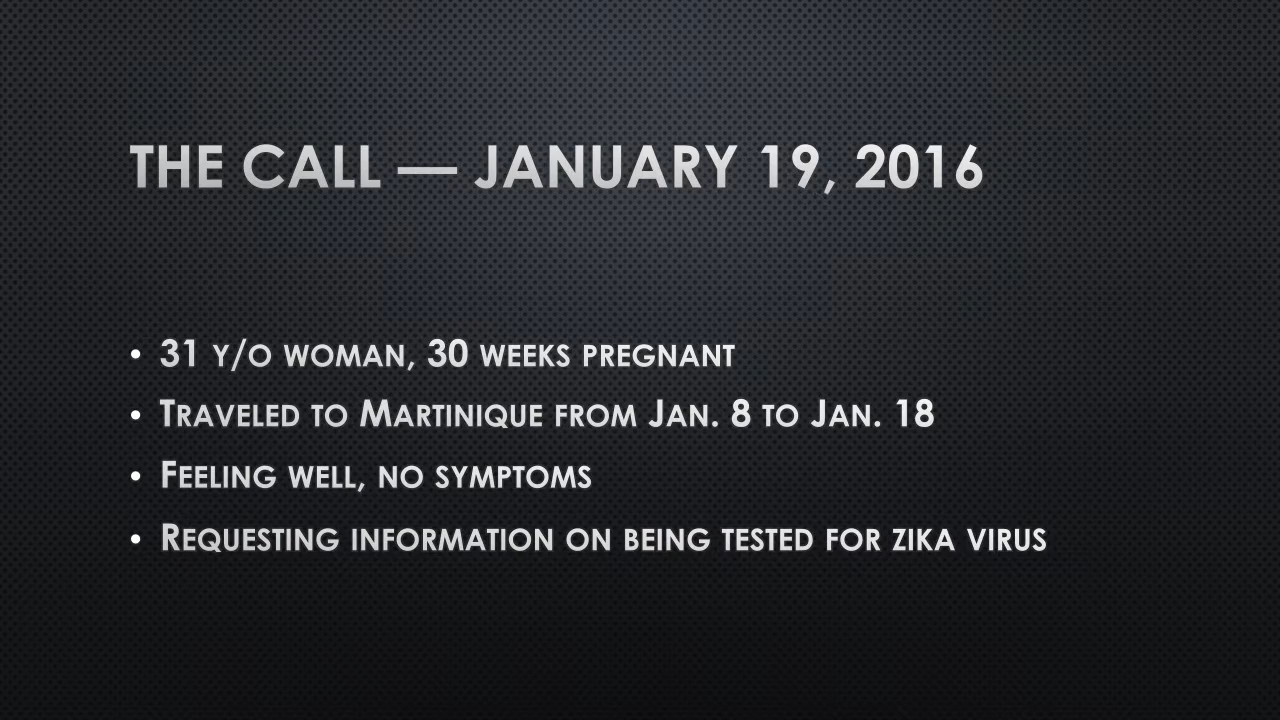 THE CALL — JANUARY 19, 2016
• 31 Y/O WOMAN, 30 WEEKS PREGNANT
• TRAVELED TO MARTINIQUE FROM JAN. 8 TO JAN. 18
• FEELING WELL, NO SYMPTOMS
• REQUESTING INFORMATION ON BEING TESTED FOR ZIKA VIRUS